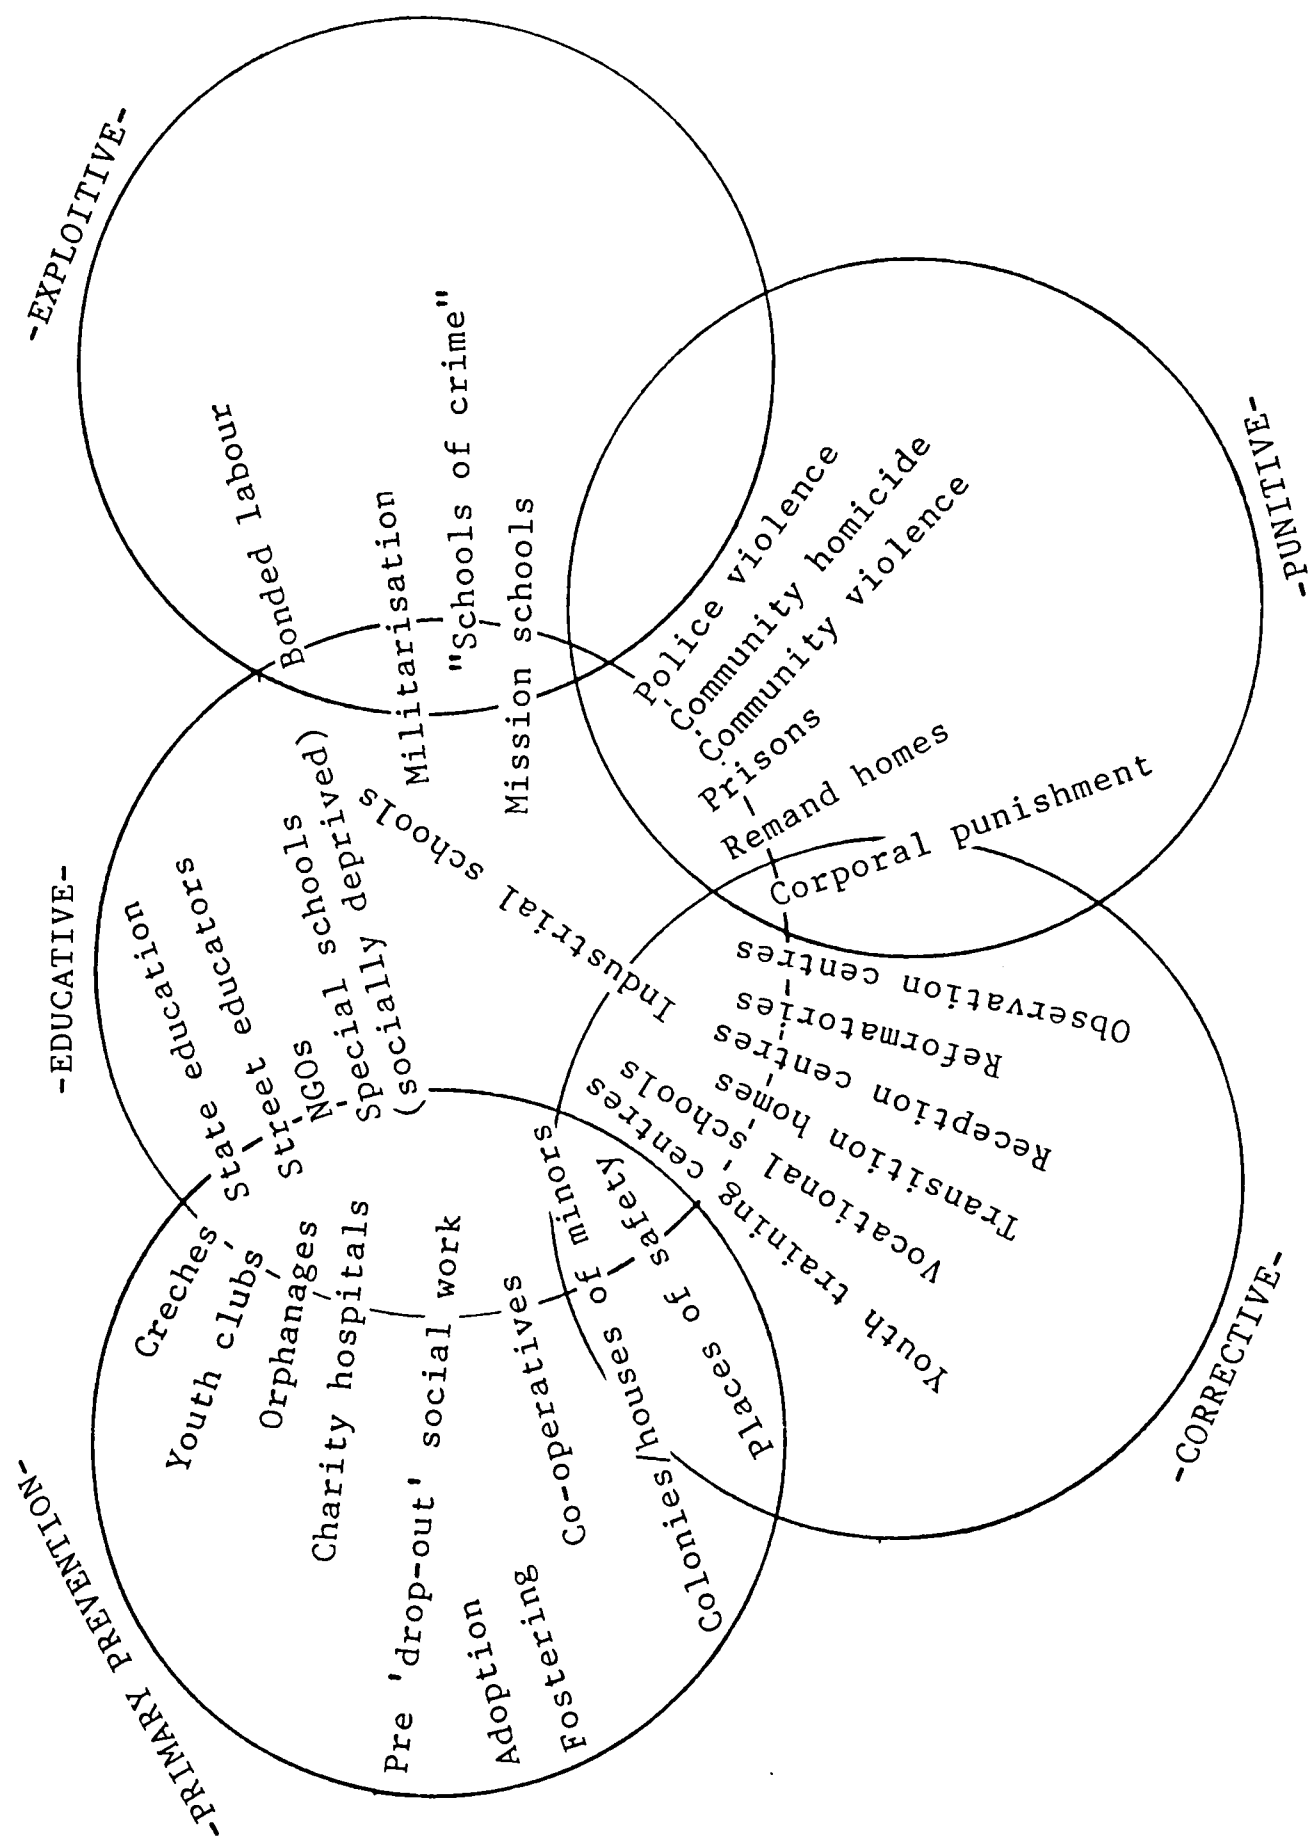 -PRIMARY PREVENTION-
-EDUCATIVE-
-EXPLOITIVE-
-PUNITIVE-
-CORRECTIVE-
Creches
Youth clubs
Orphanages
Charity hospitals
Pre 'drop-out' social work
Adoption
Fostering
Co-operatives
Colonies/houses of minors
Places of safety
State education
Street educators
NGOs
Special schools
(socially deprived)
Industrial schools
Bonded labour
Militarisation
"Schools of crime"
Mission schools
Police violence
Community homicide
Community violence
Prisons
Remand homes
Corporal punishment
Observation centres
Reformatories
Reception centres
Transition homes
Vocational schools
Youth training centres